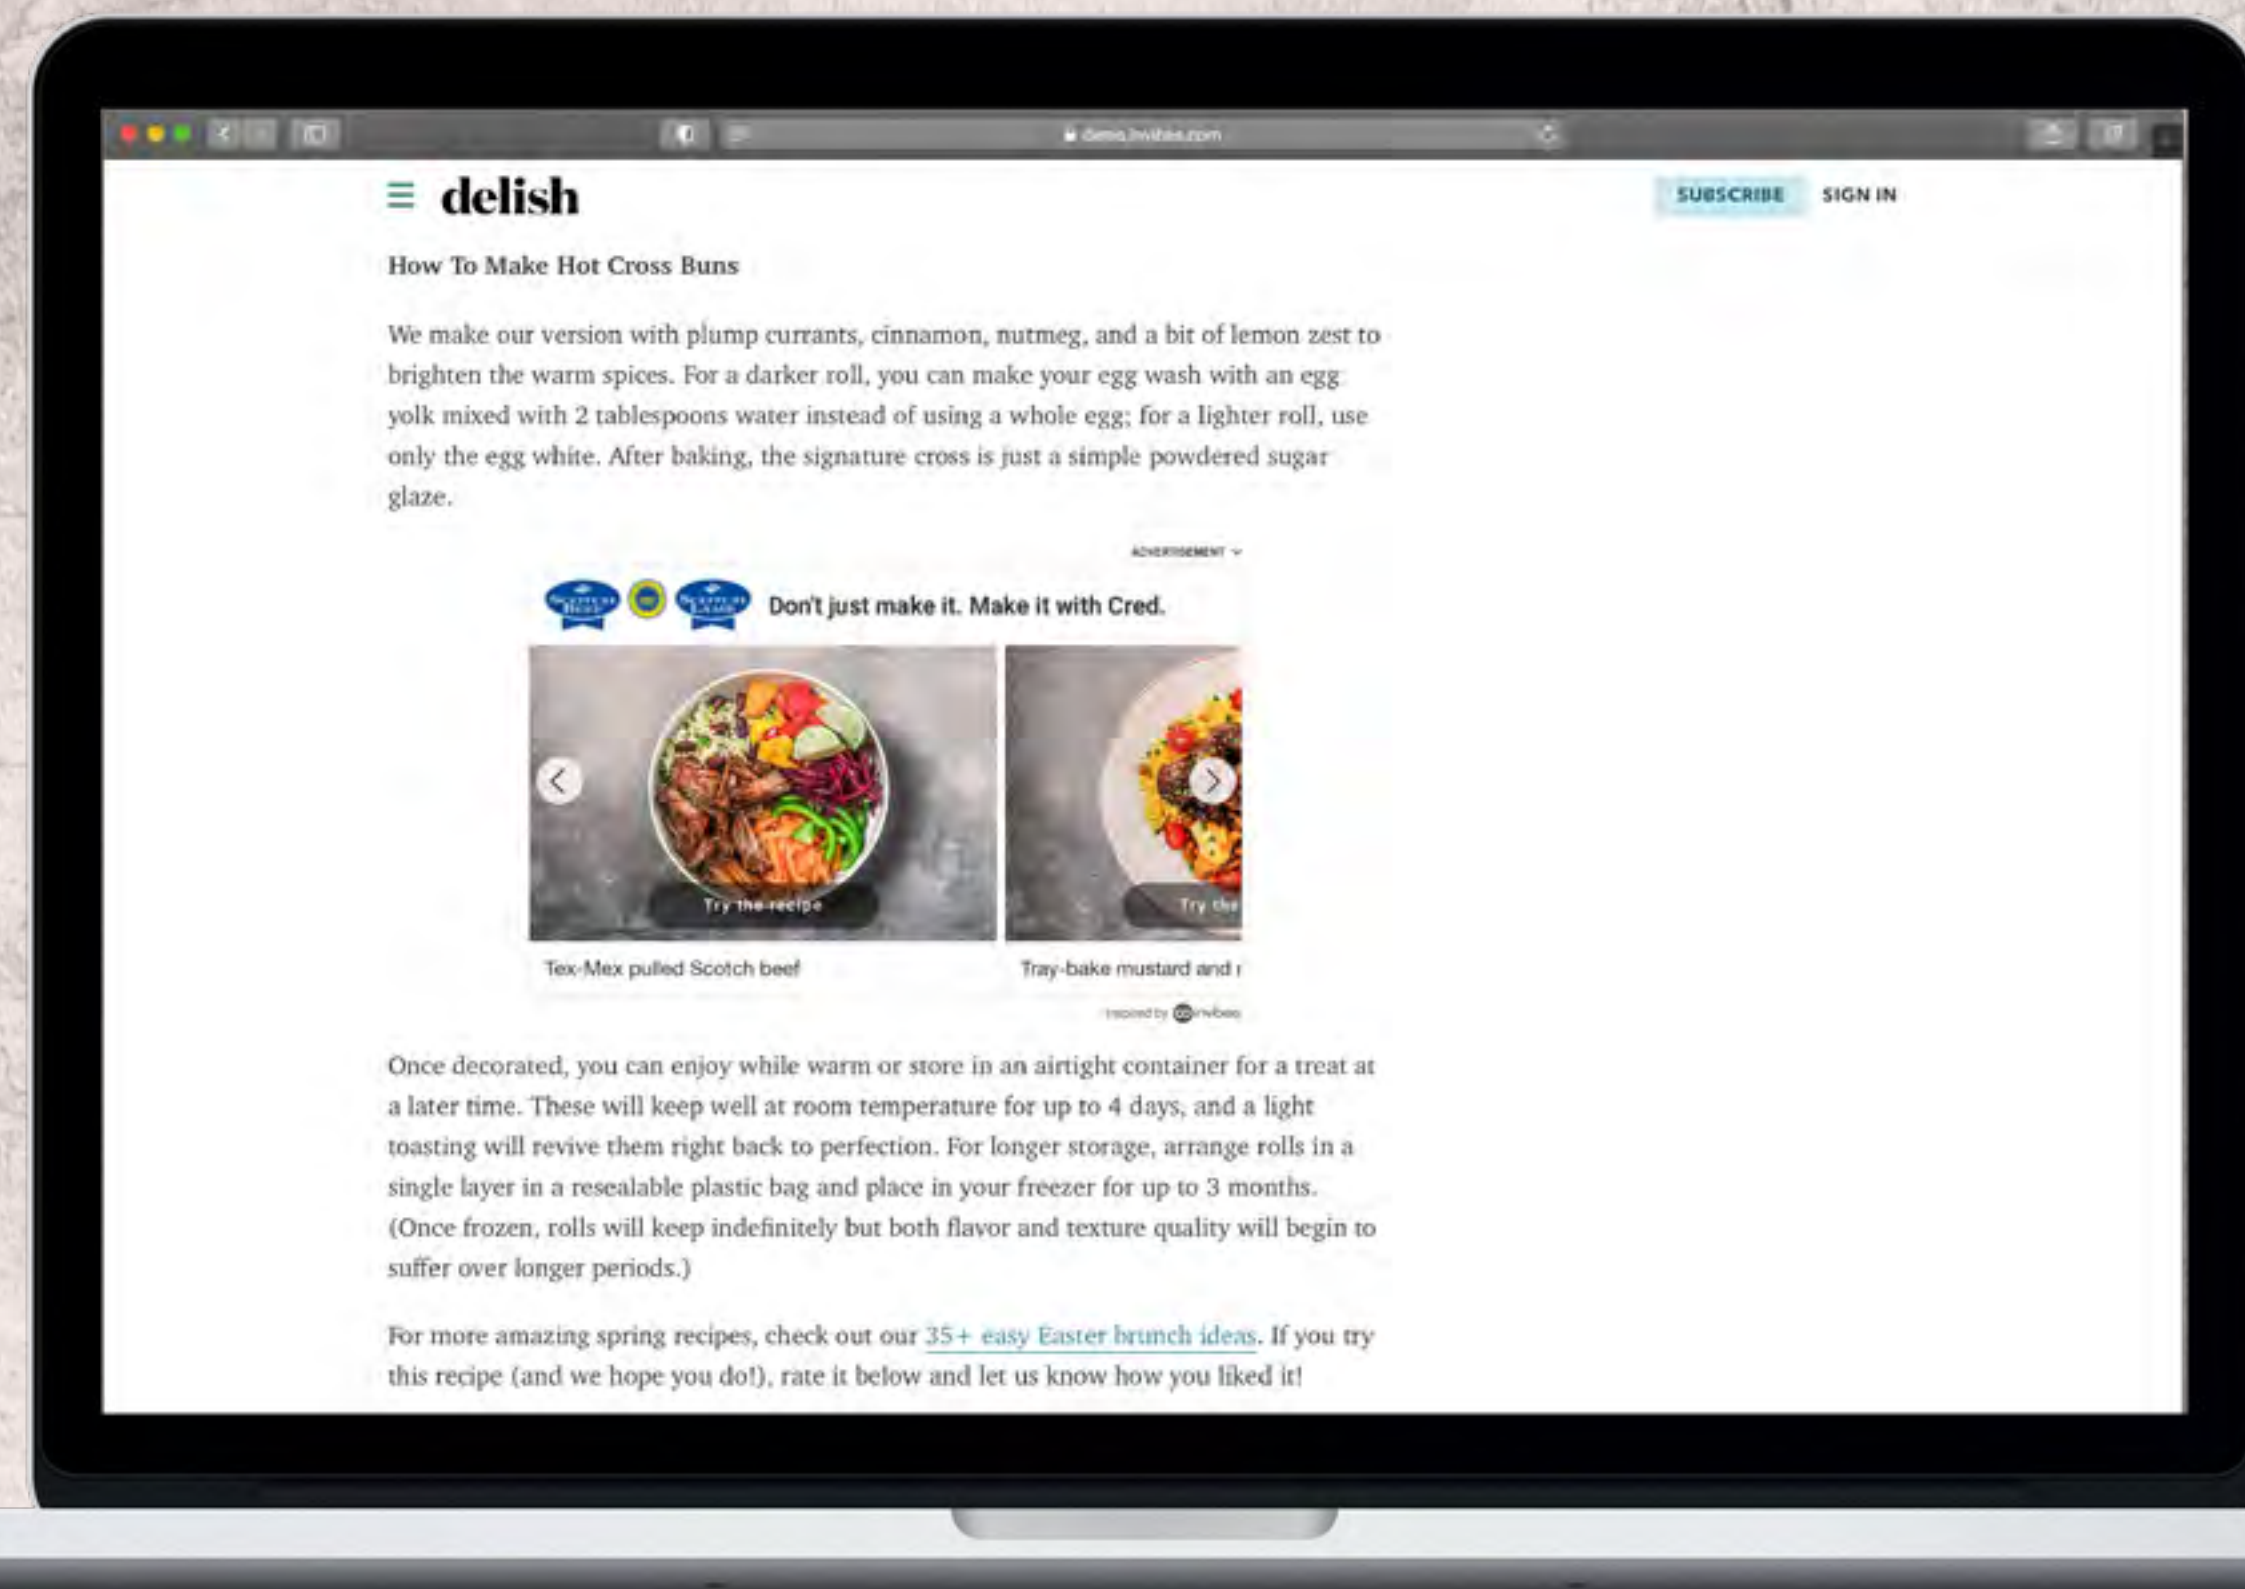 delish
SUBSCRIBE SIGN IN
How To Make Hot Cross Buns
We make our version with plump currants, cinnamon, nutmeg, and a bit of lemon zest to
brighten the warm spices. For a darker roll, you can make your egg wash with an egg
yolk mixed with 2 tablespoons water instead of using a whole egg; for a lighter roll, use
only the egg white. After baking, the signature cross is just a simple powdered sugar
glaze.
ADVERTISEMENT
SCOTCH BEEF SCOTCH LAMB Don't just make it. Make it with Cred.
Try the recipe Try the
Tex-Mex pulled Scotch beef Tray-bake mustard and
Inspired by invibes
Once decorated, you can enjoy while warm or store in an airtight container for a treat at
a later time. These will keep well at room temperature for up to 4 days, and a light
toasting will revive them right back to perfection. For longer storage, arrange rolls in a
single layer in a resealable plastic bag and place in your freezer for up to 3 months.
(Once frozen, rolls will keep indefinitely but both flavor and texture quality will begin to
suffer over longer periods.)
For more amazing spring recipes, check out our 35+ easy Easter brunch ideas. If you try
this recipe (and we hope you do!), rate it below and let us know how you liked it!